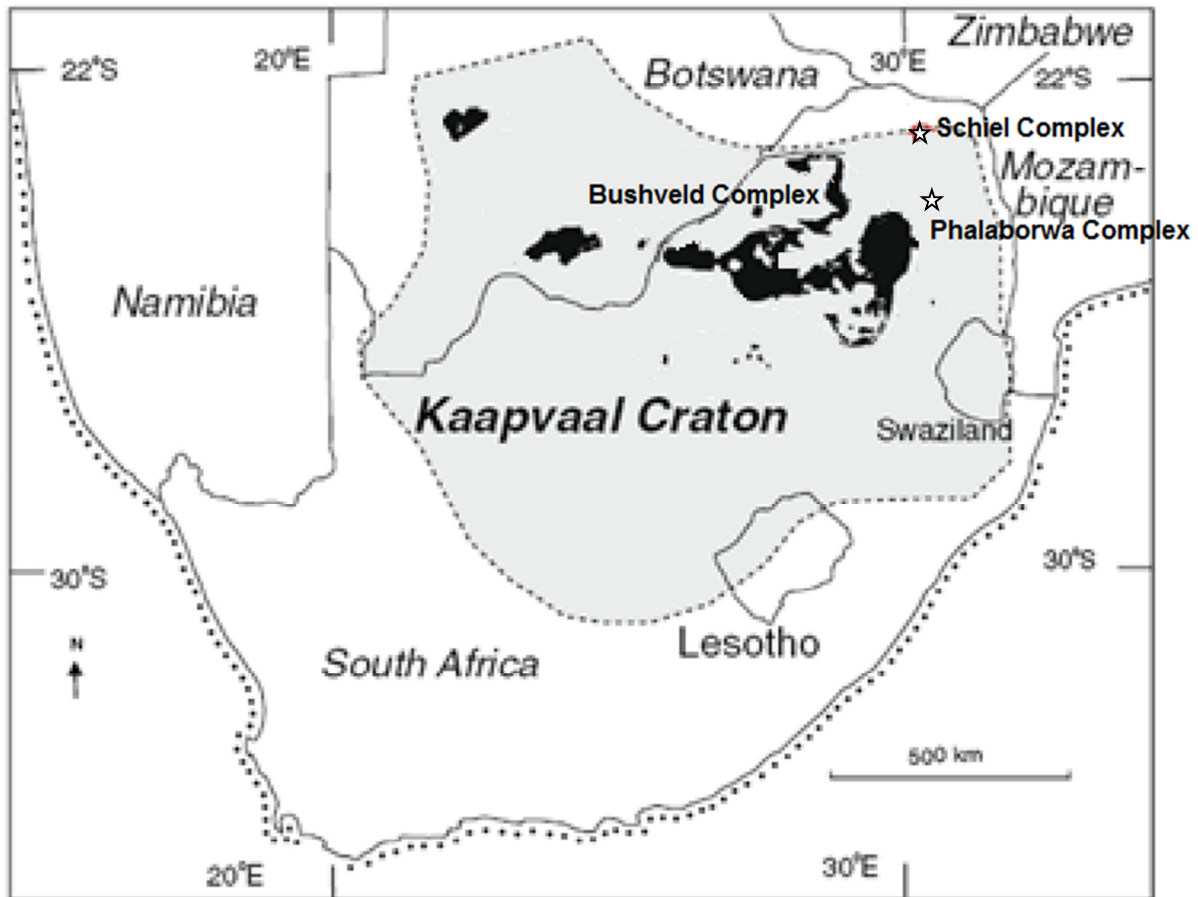 Zimbabwe
20°E
30°E
22°S
Botswana
22°S
Schiel Complex
Mozam-
bique
Bushveld Complex
Phalaborwa Complex
Namibia
Kaapvaal Craton
Swaziland
30°S
30°S
N
Lesotho
South Africa
500 km
20°E
30°E